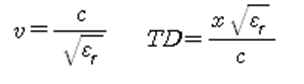 v = c / √ε_r    TD = x √ε_r / c